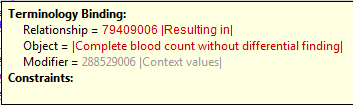 Terminology Binding:
Relationship = 79409006 |Resulting in|
Object = |Complete blood count without differential finding|
Modifier = 288529006 |Context values|
Constraints: